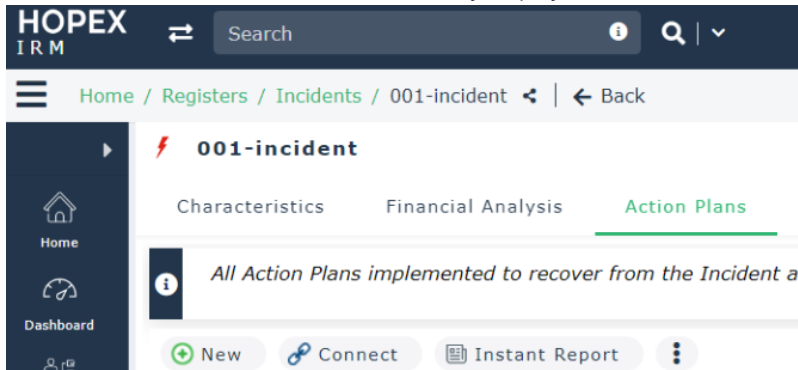 HOPEX
IRM
Search
Home / Registers / Incidents / 001-incident | Back
001-incident
Characteristics Financial Analysis Action Plans
Home
All Action Plans implemented to recover from the Incident a
Dashboard
New Connect Instant Report